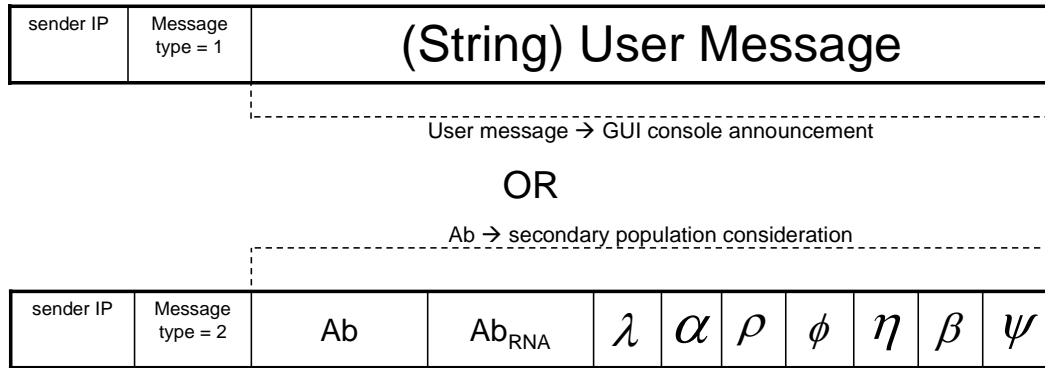 sender IP
Message
type = 1
(String) User Message
User message → GUI console announcement
OR
Ab → secondary population consideration
sender IP
Message
type = 2
Ab
Ab_RNA
λ
α
ρ
ϕ
η
β
ψ